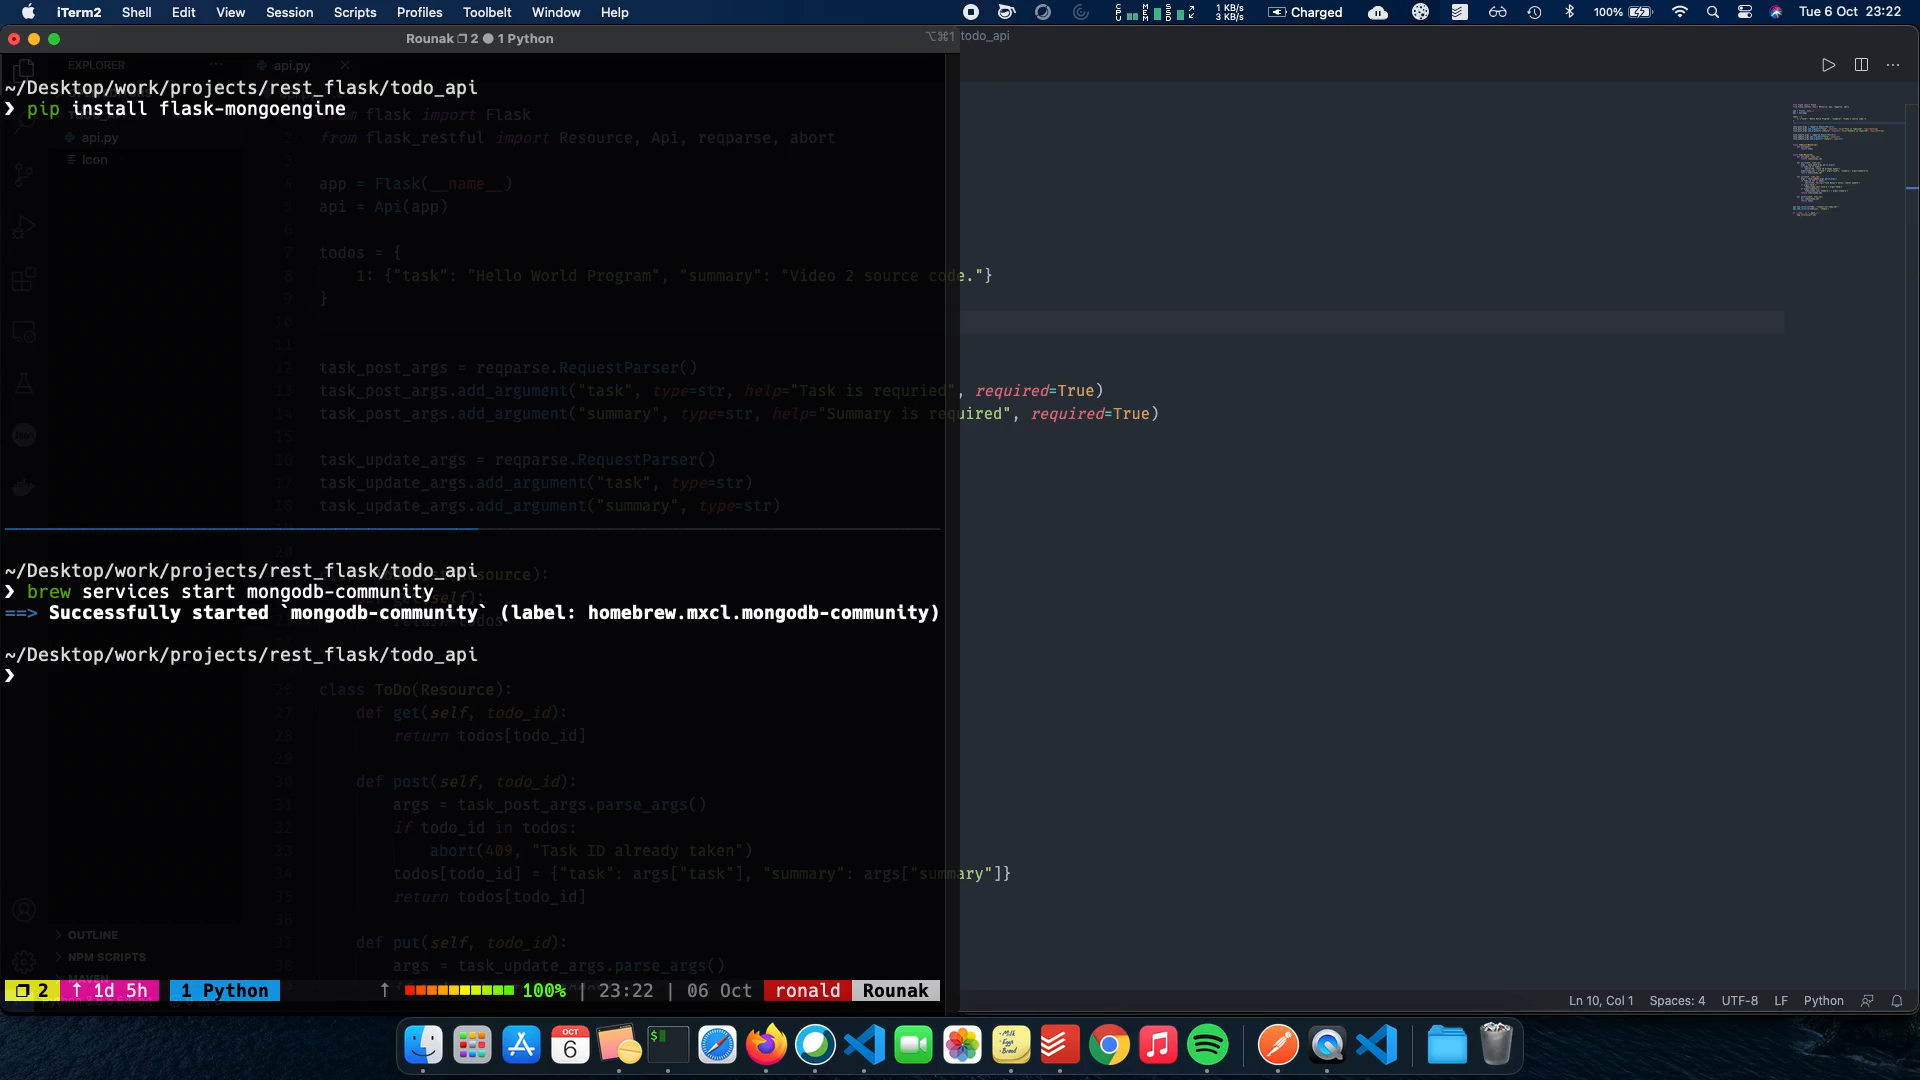 iTerm2 Shell Edit View Session Scripts Profiles Toolbelt Window Help
1 KB/s
3 KB/s
Charged
100%
Tue 6 Oct 23:22
Rounak 2 1 Python
⌥⌘1
todo_api
EXPLORER
api.py
~/Desktop/work/projects/rest_flask/todo_api
❯ pip install flask-mongoengine
from flask import Flask
api.py
from flask_restful import Resource, Api, reqparse, abort
Icon
app = Flask(__name__)
api = Api(app)
todos = {
1: {"task": "Hello World Program", "summary": "Video 2 source code."}
}
task_post_args = reqparse.RequestParser()
task_post_args.add_argument("task", type=str, help="Task is requried", required=True)
task_post_args.add_argument("summary", type=str, help="Summary is required", required=True)
task_update_args = reqparse.RequestParser()
task_update_args.add_argument("task", type=str)
task_update_args.add_argument("summary", type=str)
~/Desktop/work/projects/rest_flask/todo_api
❯ brew services start mongodb-community
==> Successfully started `mongodb-community` (label: homebrew.mxcl.mongodb-community)
~/Desktop/work/projects/rest_flask/todo_api
❯
class ToDo(Resource):
def get(self, todo_id):
return todos[todo_id]
def post(self, todo_id):
args = task_post_args.parse_args()
if todo_id in todos:
abort(409, "Task ID already taken")
todos[todo_id] = {"task": args["task"], "summary": args["summary"]}
return todos[todo_id]
def put(self, todo_id):
args = task_update_args.parse_args()
OUTLINE
NPM SCRIPTS
MAVEN
2 ↑ 1d 5h 1 Python ↑ 100% | 23:22 | 06 Oct ronald Rounak
Ln 10, Col 1 Spaces: 4 UTF-8 LF Python
OCT
6